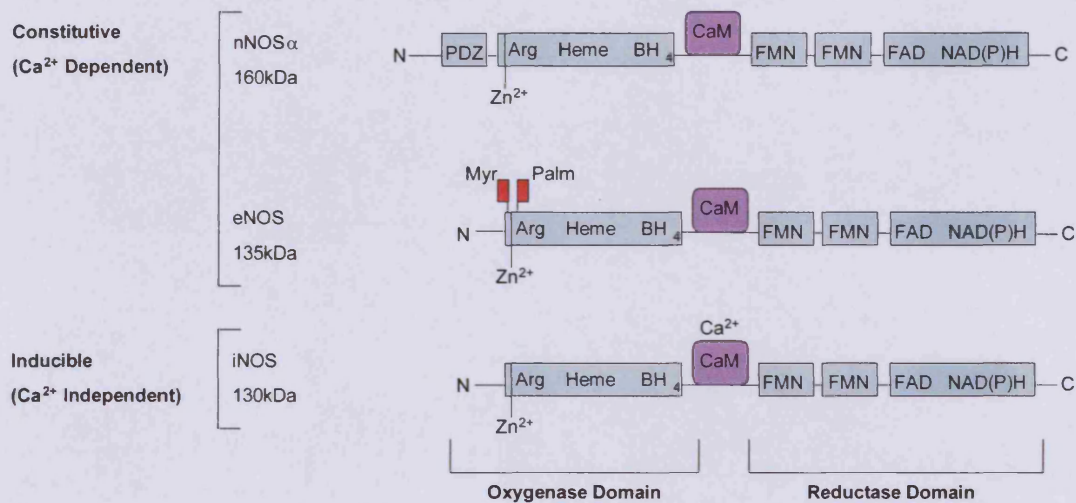 Constitutive
(Ca²⁺ Dependent)
nNOSα
160kDa
N
PDZ
Arg Heme BH₄
CaM
FMN
FMN
FAD NAD(P)H
C
Zn²⁺
Myr
Palm
eNOS
135kDa
N
Arg Heme BH₄
CaM
FMN
FMN
FAD NAD(P)H
C
Zn²⁺
Inducible
(Ca²⁺ Independent)
iNOS
130kDa
N
Arg Heme BH₄
Ca²⁺
CaM
FMN
FMN
FAD NAD(P)H
C
Zn²⁺
Oxygenase Domain
Reductase Domain